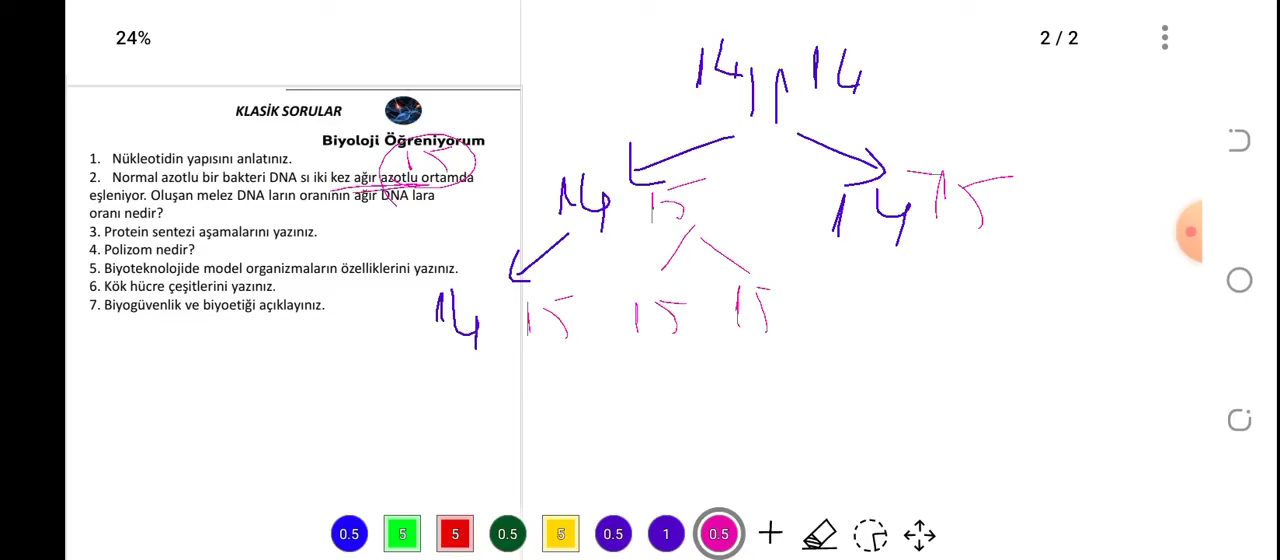 24%
2 / 2
14 14
KLASİK SORULAR
Biyoloji Öğreniyorum
15
1. Nükleotidin yapısını anlatınız.
2. Normal azotlu bir bakteri DNA sı iki kez ağır azotlu ortamda
eşleniyor. Oluşan melez DNA ların oranının ağır DNA lara
oranı nedir?
3. Protein sentezi aşamalarını yazınız.
4. Polizom nedir?
5. Biyoteknolojide model organizmaların özelliklerini yazınız.
6. Kök hücre çeşitlerini yazınız.
7. Biyogüvenlik ve biyoetiği açıklayınız.
14 15 14 15
14 15 15 15
0.5 5 5 0.5 5 0.5 1 0.5